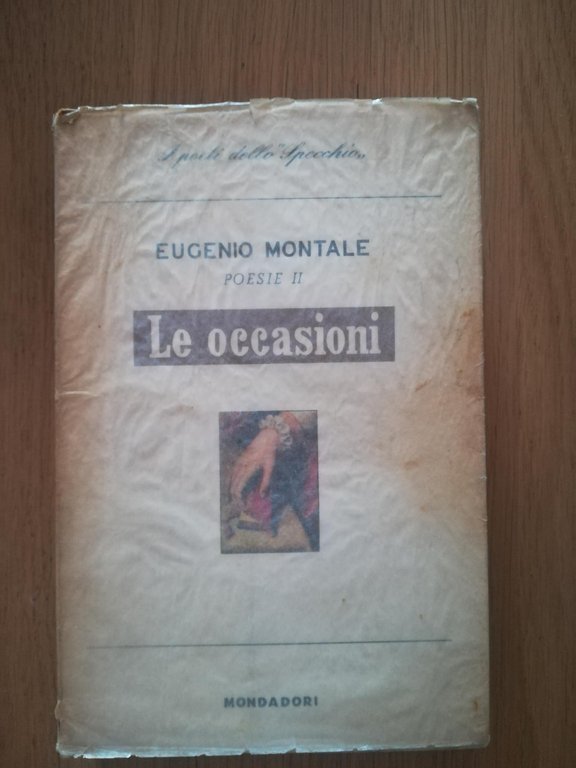 I poeti dello "Specchio„
EUGENIO MONTALE
POESIE II
Le occasioni
MONDADORI